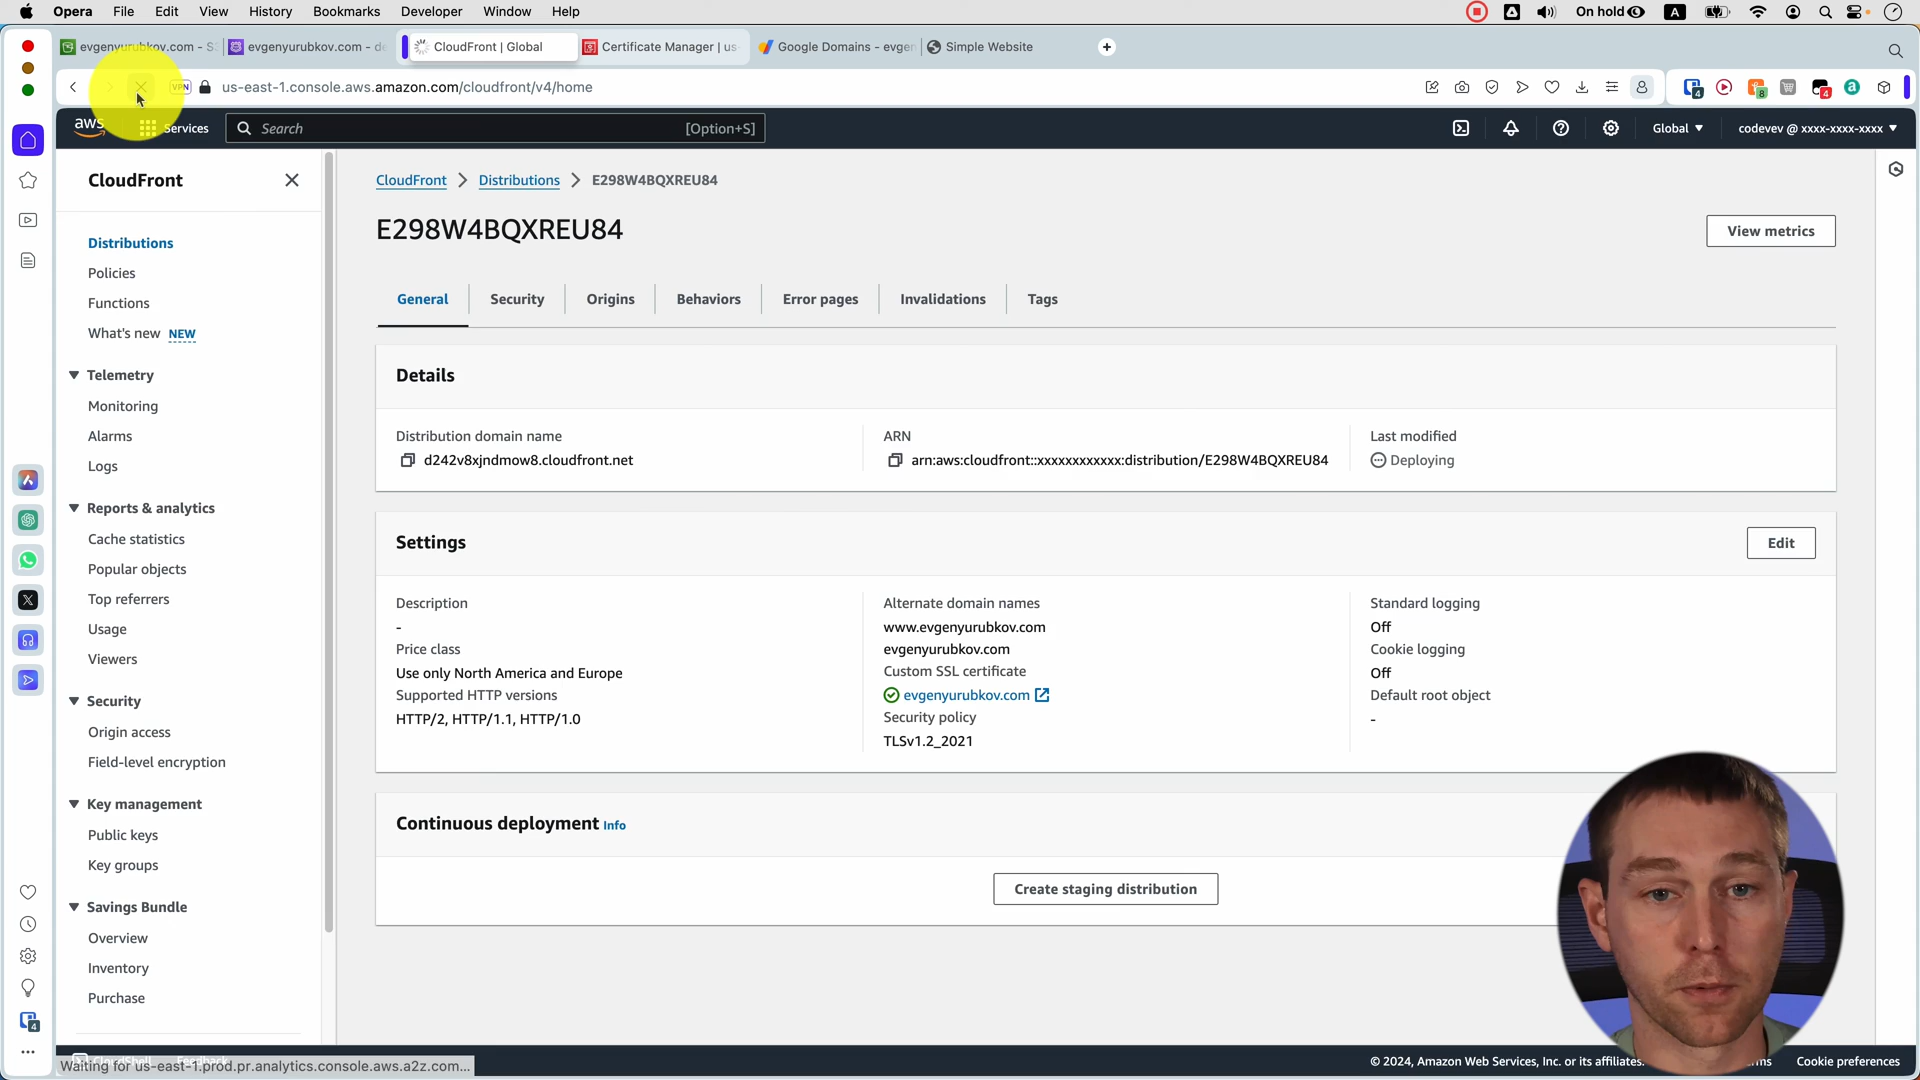 Opera File Edit View History Bookmarks Developer Window Help On hold A
evgenyurubkov.com - S evgenyurubkov.com - de CloudFront | Global Certificate Manager | us- Google Domains - evgen Simple Website
VPN us-east-1.console.aws.amazon.com/cloudfront/v4/home 4 8 4 a
aws Services Search [Option+S] Global codevev @ xxxx-xxxx-xxxx
CloudFront
Distributions
Policies
Functions
What's new NEW
Telemetry
Monitoring
Alarms
Logs
Reports & analytics
Cache statistics
Popular objects
Top referrers
Usage
Viewers
Security
Origin access
Field-level encryption
Key management
Public keys
Key groups
Savings Bundle
Overview
Inventory
Purchase
CloudFront > Distributions > E298W4BQXREU84
E298W4BQXREU84
View metrics
General Security Origins Behaviors Error pages Invalidations Tags
Details
Distribution domain name
d242v8xjndmow8.cloudfront.net
ARN
arn:aws:cloudfront::xxxxxxxxxxxx:distribution/E298W4BQXREU84
Last modified
Deploying
Settings
Edit
Description
-
Price class
Use only North America and Europe
Supported HTTP versions
HTTP/2, HTTP/1.1, HTTP/1.0
Alternate domain names
www.evgenyurubkov.com
evgenyurubkov.com
Custom SSL certificate
evgenyurubkov.com
Security policy
TLSv1.2_2021
Standard logging
Off
Cookie logging
Off
Default root object
-
Continuous deployment Info
Create staging distribution
4
Waiting for us-east-1.prod.pr.analytics.console.aws.a2z.com...
© 2024, Amazon Web Services, Inc. or its affiliates. Cookie preferences